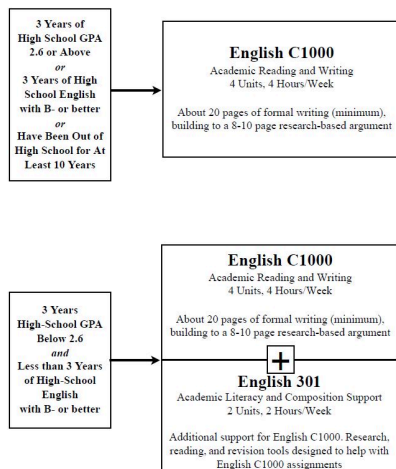 3 Years of
High School GPA
2.6 or Above
or
3 Years of High
School English
with B- or better
or
Have Been Out of
High School for At
Least 10 Years
English C1000
Academic Reading and Writing
4 Units, 4 Hours/Week
About 20 pages of formal writing (minimum),
building to a 8-10 page research-based argument
3 Years
High-School GPA
Below 2.6
and
Less than 3 Years
of High-School
English
with B- or better
English C1000
Academic Reading and Writing
4 Units, 4 Hours/Week
About 20 pages of formal writing (minimum),
building to a 8-10 page research-based argument
+
English 301
Academic Literacy and Composition Support
2 Units, 2 Hours/Week
Additional support for English C1000. Research,
reading, and revision tools designed to help with
English C1000 assignments